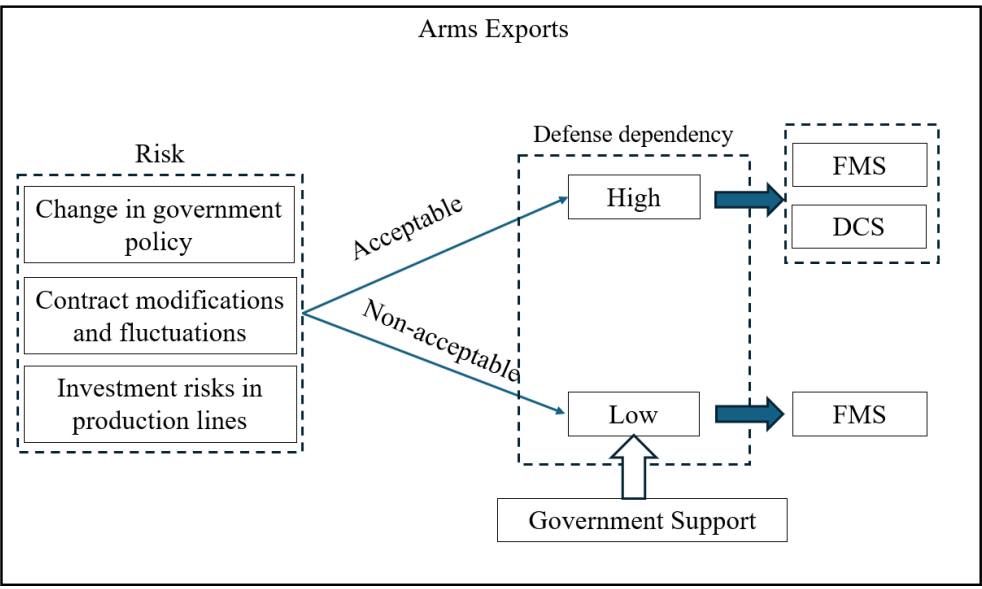 Arms Exports
Risk
Change in government
policy
Contract modifications
and fluctuations
Investment risks in
production lines
Acceptable
Non-acceptable
Defense dependency
High
Low
Government Support
FMS
DCS
FMS